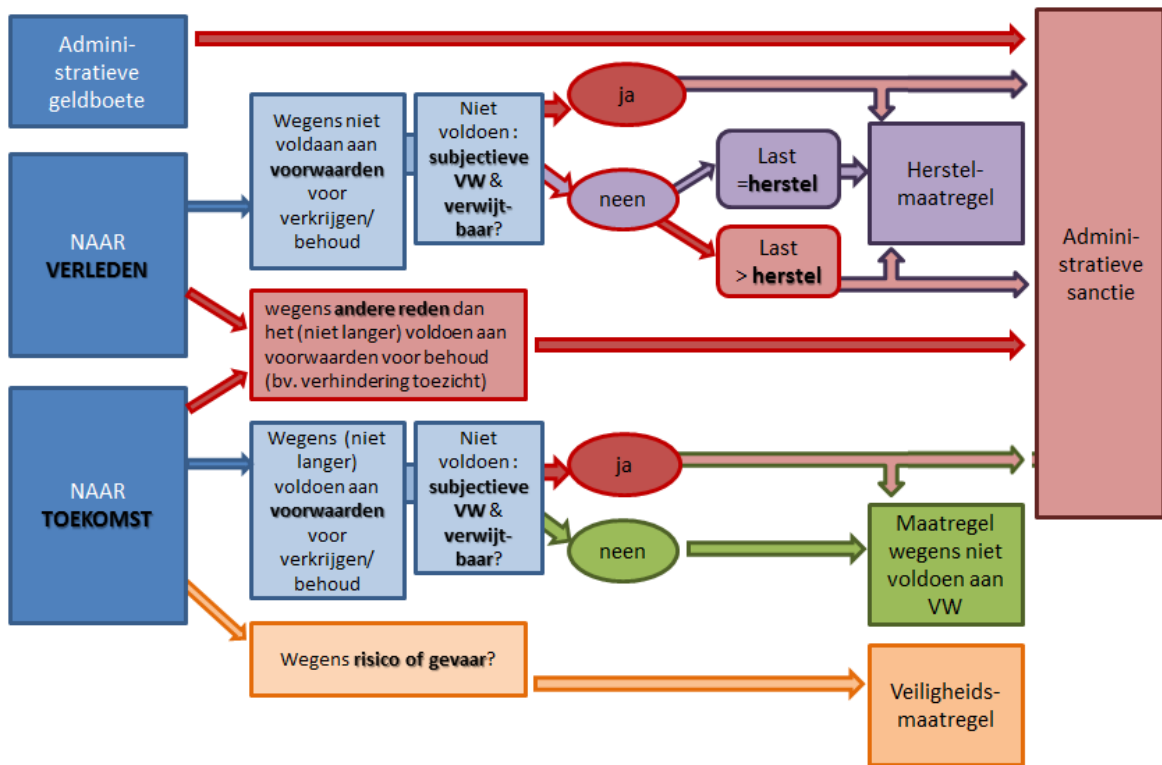 Admini-
stratieve
geldboete
NAAR
VERLEDEN
Wegens niet
voldaan aan
voorwaarden
voor
verkrijgen/
behoud
Niet
voldoen :
subjectieve
VW &
verwijt-
baar?
ja
neen
Last
=herstel
Last
> herstel
Herstel-
maatregel
Admini-
stratieve
sanctie
wegens andere reden dan
het (niet langer) voldoen aan
voorwaarden voor behoud
(bv. verhindering toezicht)
NAAR
TOEKOMST
Wegens (niet
langer)
voldoen aan
voorwaarden
voor
verkrijgen/
behoud
Niet
voldoen :
subjectieve
VW &
verwijt-
baar?
ja
neen
Maatregel
wegens niet
voldoen aan
VW
Wegens risico of gevaar?
Veiligheids-
maatregel